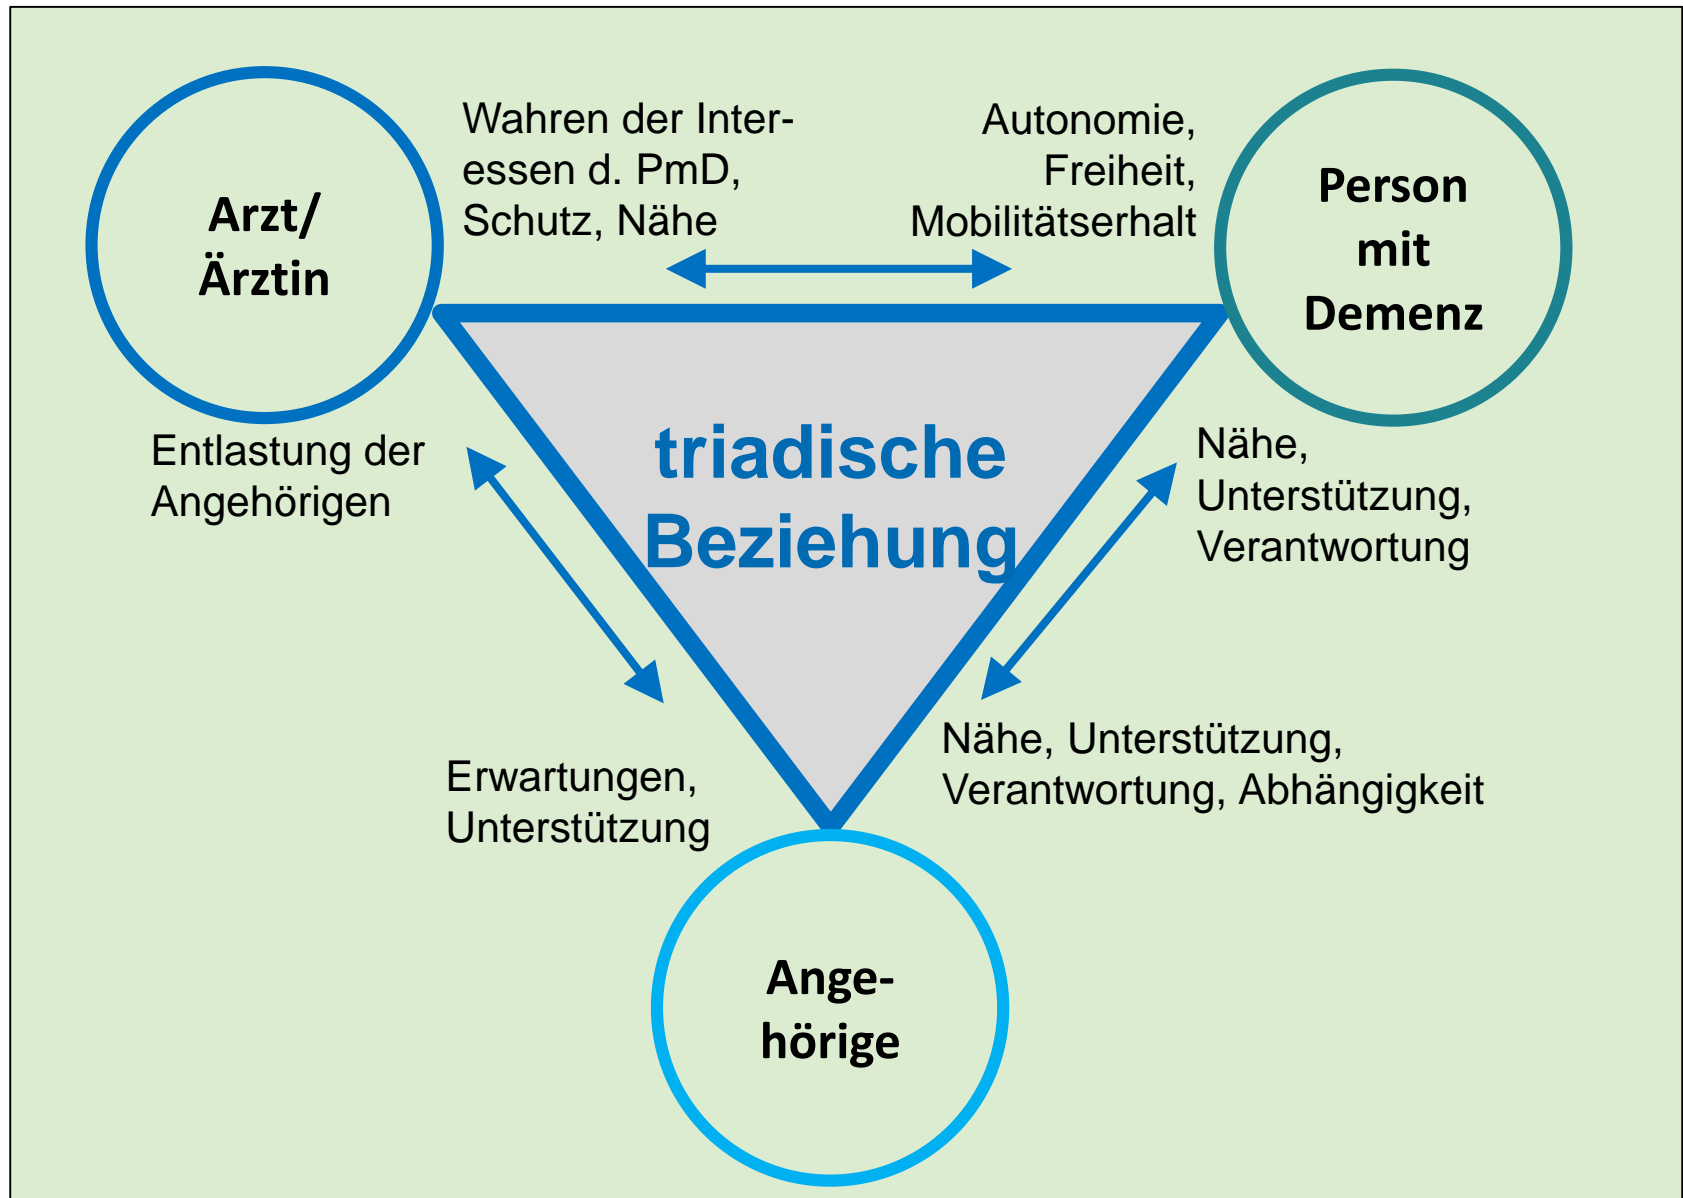 Arzt/
Ärztin
Wahren der Inter-
essen d. PmD,
Schutz, Nähe
Autonomie,
Freiheit,
Mobilitätserhalt
Person
mit
Demenz
triadische
Beziehung
Entlastung der
Angehörigen
Nähe,
Unterstützung,
Verantwortung
Erwartungen,
Unterstützung
Nähe, Unterstützung,
Verantwortung, Abhängigkeit
Ange-
hörige